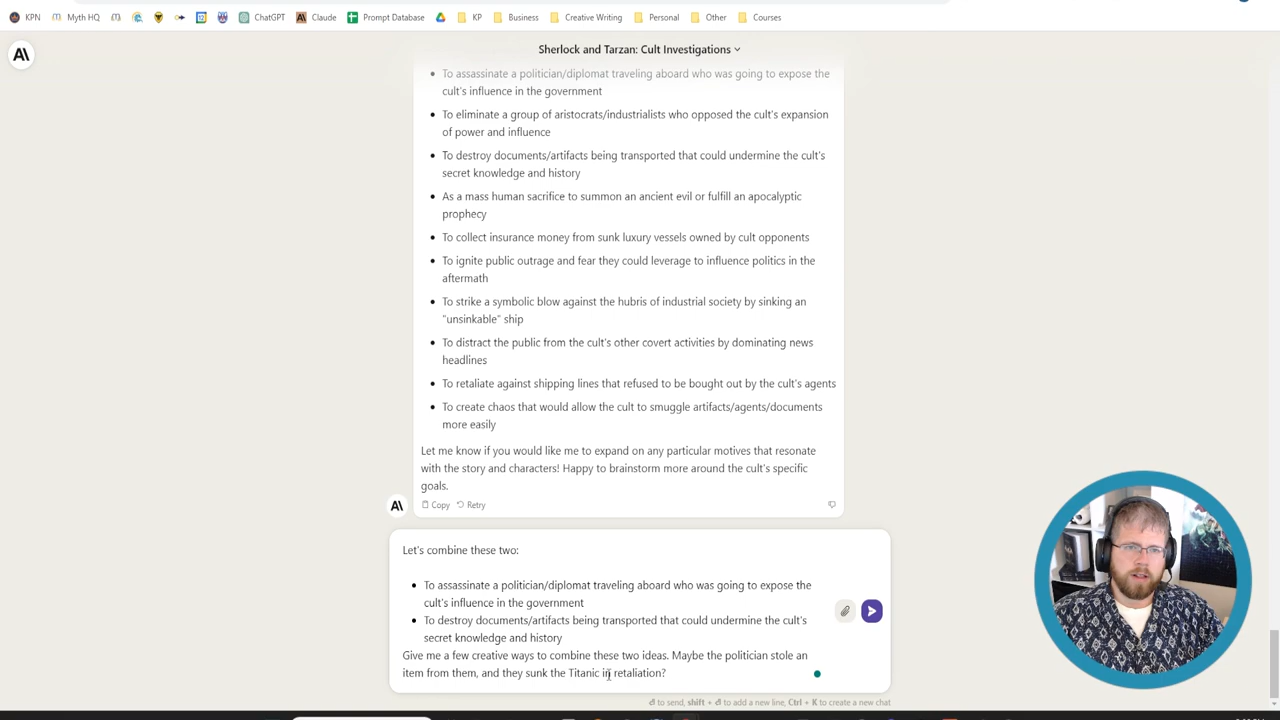 KPN Myth HQ ChatGPT Claude Prompt Database KP Business Creative Writing Personal Other Courses
A\
Sherlock and Tarzan: Cult Investigations
• To assassinate a politician/diplomat traveling aboard who was going to expose the
cult's influence in the government
• To eliminate a group of aristocrats/industrialists who opposed the cult's expansion
of power and influence
• To destroy documents/artifacts being transported that could undermine the cult's
secret knowledge and history
• As a mass human sacrifice to summon an ancient evil or fulfill an apocalyptic
prophecy
• To collect insurance money from sunk luxury vessels owned by cult opponents
• To ignite public outrage and fear they could leverage to influence politics in the
aftermath
• To strike a symbolic blow against the hubris of industrial society by sinking an
"unsinkable" ship
• To distract the public from the cult's other covert activities by dominating news
headlines
• To retaliate against shipping lines that refused to be bought out by the cult's agents
• To create chaos that would allow the cult to smuggle artifacts/agents/documents
more easily
Let me know if you would like me to expand on any particular motives that resonate
with the story and characters! Happy to brainstorm more around the cult's specific
goals.
A\ Copy Retry
Let's combine these two:
• To assassinate a politician/diplomat traveling aboard who was going to expose the
cult's influence in the government
• To destroy documents/artifacts being transported that could undermine the cult's
secret knowledge and history
Give me a few creative ways to combine these two ideas. Maybe the politician stole an
item from them, and they sunk the Titanic in retaliation?
to send, shift + to add a new line, Ctrl + K to create a new chat